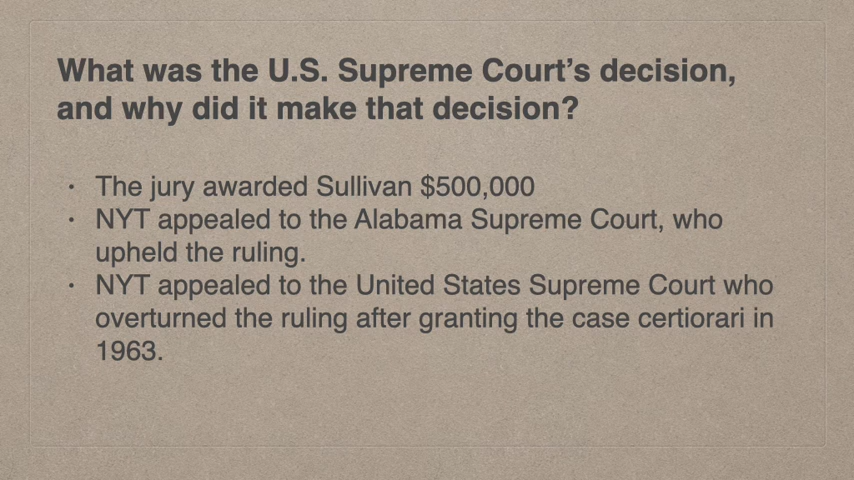 What was the U.S. Supreme Court’s decision,
and why did it make that decision?
• The jury awarded Sullivan $500,000
• NYT appealed to the Alabama Supreme Court, who
upheld the ruling.
• NYT appealed to the United States Supreme Court who
overturned the ruling after granting the case certiorari in
1963.